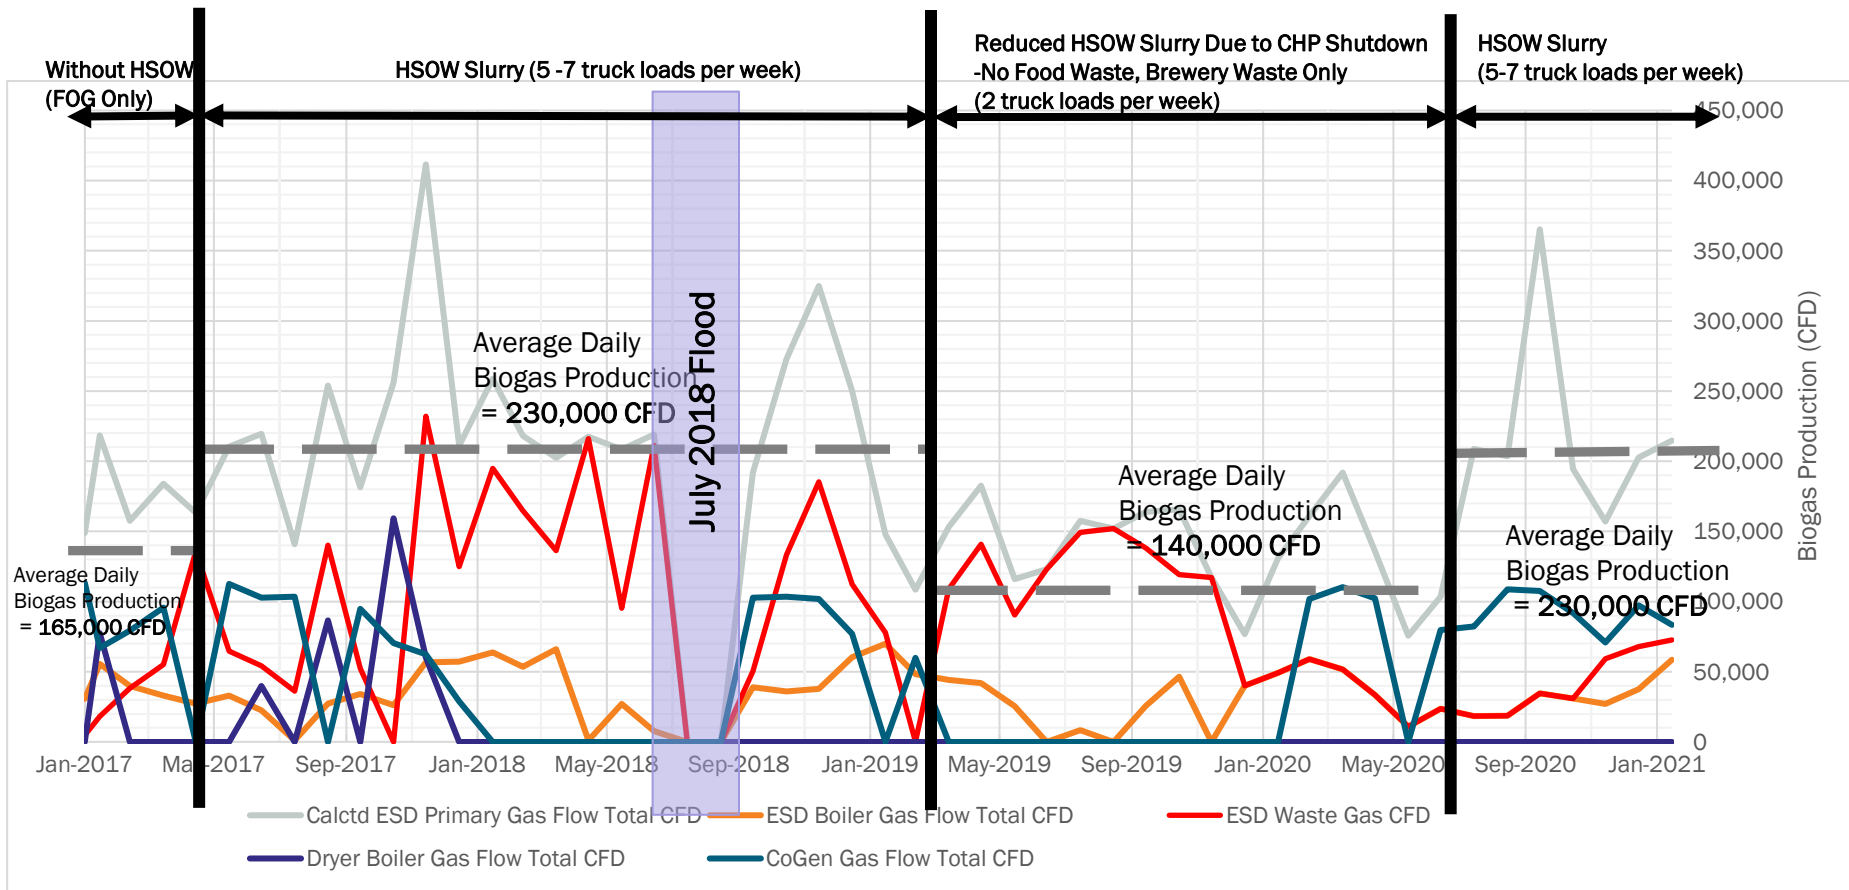 Without HSOW
(FOG Only)
HSOW Slurry (5 -7 truck loads per week)
Reduced HSOW Slurry Due to CHP Shutdown
-No Food Waste, Brewery Waste Only
(2 truck loads per week)
HSOW Slurry
(5-7 truck loads per week)
450,000
400,000
350,000
300,000
250,000
200,000
150,000
100,000
50,000
0
Biogas Production (CFD)
Average Daily
Biogas Production
= 165,000 CFD
Average Daily
Biogas Production
= 230,000 CFD
July 2018 Flood
Average Daily
Biogas Production
= 140,000 CFD
Average Daily
Biogas Production
= 230,000 CFD
Jan-2017 May-2017 Sep-2017 Jan-2018 May-2018 Sep-2018 Jan-2019 May-2019 Sep-2019 Jan-2020 May-2020 Sep-2020 Jan-2021
Calctd ESD Primary Gas Flow Total CFD ESD Boiler Gas Flow Total CFD ESD Waste Gas CFD
Dryer Boiler Gas Flow Total CFD CoGen Gas Flow Total CFD